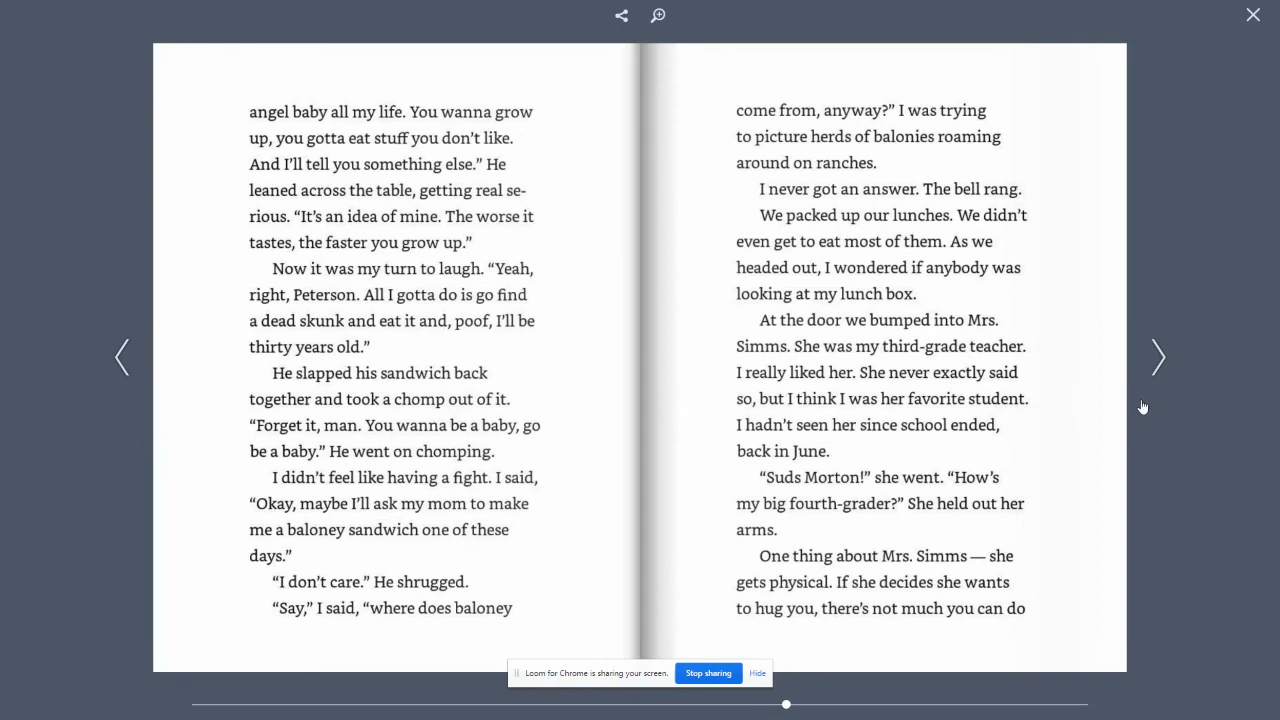 angel baby all my life. You wanna grow
up, you gotta eat stuff you don’t like.
And I’ll tell you something else.” He
leaned across the table, getting real se-
rious. “It’s an idea of mine. The worse it
tastes, the faster you grow up.”
Now it was my turn to laugh. “Yeah,
right, Peterson. All I gotta do is go find
a dead skunk and eat it and, poof, I’ll be
thirty years old.”
He slapped his sandwich back
together and took a chomp out of it.
“Forget it, man. You wanna be a baby, go
be a baby.” He went on chomping.
I didn’t feel like having a fight. I said,
“Okay, maybe I’ll ask my mom to make
me a baloney sandwich one of these
days.”
“I don’t care.” He shrugged.
“Say,” I said, “where does baloney
come from, anyway?” I was trying
to picture herds of balonies roaming
around on ranches.
I never got an answer. The bell rang.
We packed up our lunches. We didn’t
even get to eat most of them. As we
headed out, I wondered if anybody was
looking at my lunch box.
At the door we bumped into Mrs.
Simms. She was my third-grade teacher.
I really liked her. She never exactly said
so, but I think I was her favorite student.
I hadn’t seen her since school ended,
back in June.
“Suds Morton!” she went. “How’s
my big fourth-grader?” She held out her
arms.
One thing about Mrs. Simms — she
gets physical. If she decides she wants
to hug you, there’s not much you can do
Loom for Chrome is sharing your screen. Stop sharing Hide